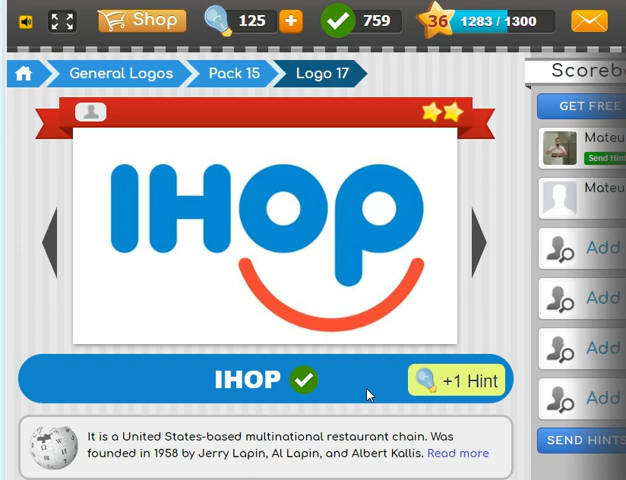 Shop
125
759
36
1283 / 1300
General Logos
Pack 15
Logo 17
IHOP
IHOP
+1 Hint
It is a United States-based multinational restaurant chain. Was
founded in 1958 by Jerry Lapin, Al Lapin, and Albert Kallis. Read more
Scoreb
GET FREE
Mateu
Send Hint
Mateu
Add
Add
Add
Add
SEND HINTS